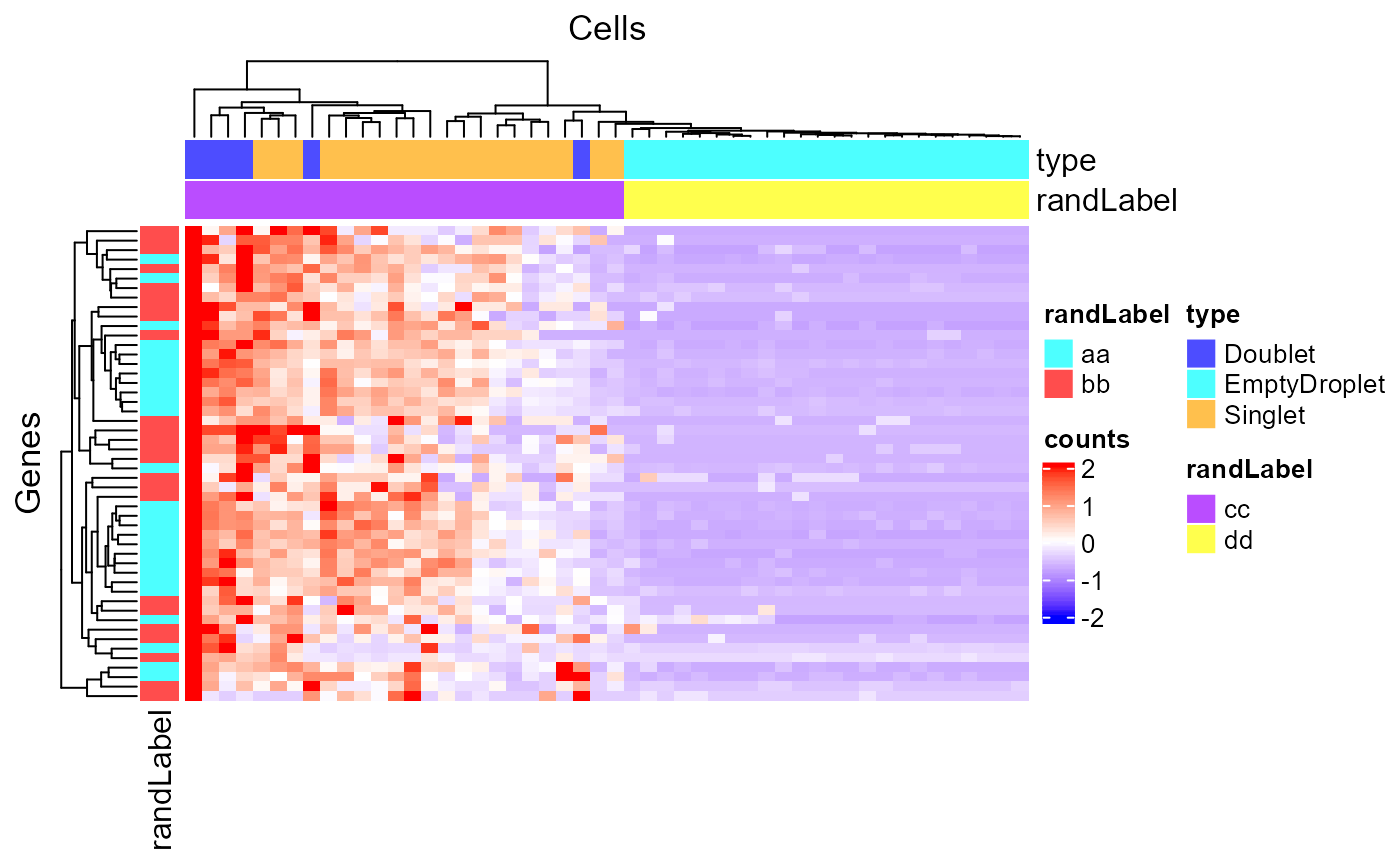 Cells
type
randLabel
Genes
randLabel
randLabel
aa
bb
counts
2
1
0
-1
-2
type
Doublet
EmptyDroplet
Singlet
randLabel
cc
dd